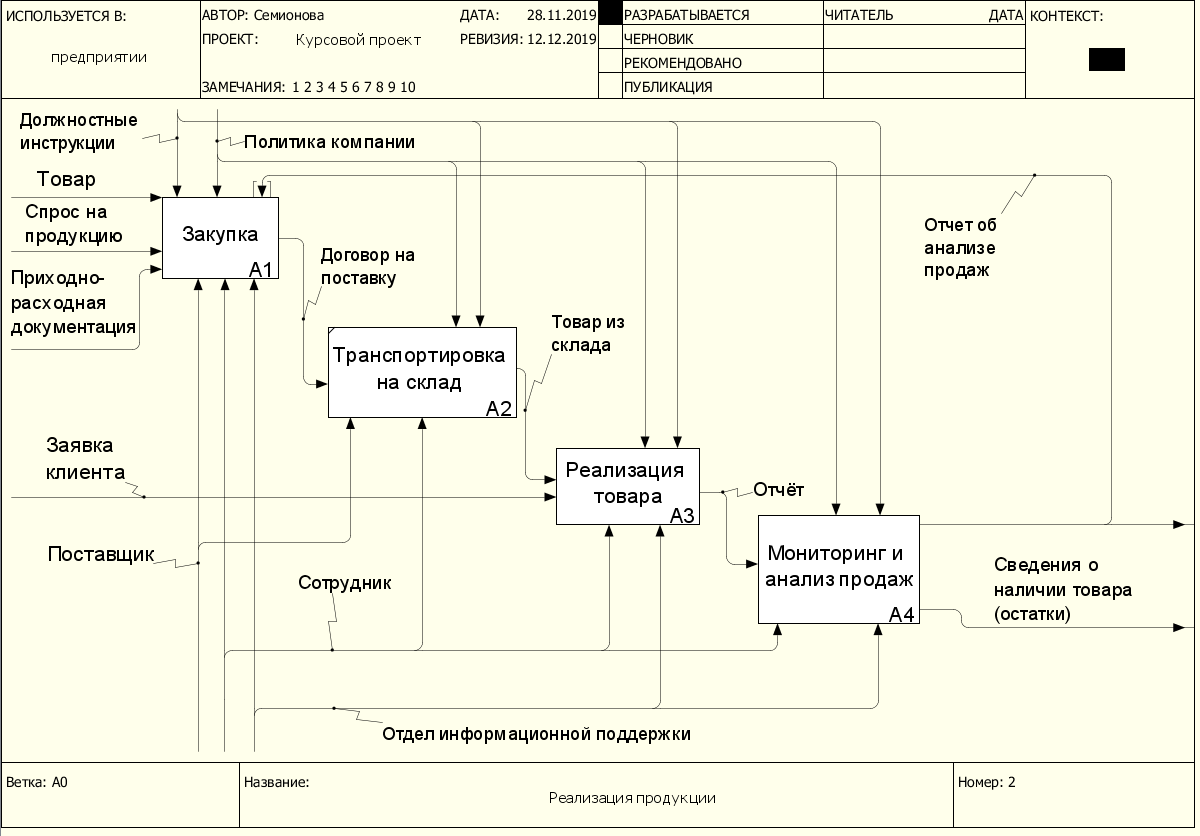 ИСПОЛЬЗУЕТСЯ В:
предприятии
АВТОР: Семионова
ДАТА: 28.11.2019
ПРОЕКТ: Курсовой проект
РЕВИЗИЯ: 12.12.2019
ЗАМЕЧАНИЯ: 1 2 3 4 5 6 7 8 9 10
РАЗРАБАТЫВАЕТСЯ
ЧЕРНОВИК
РЕКОМЕНДОВАНО
ПУБЛИКАЦИЯ
ЧИТАТЕЛЬ
ДАТА
КОНТЕКСТ:
Должностные
инструкции
Политика компании
Товар
Спрос на
продукцию
Приходно-
расходная
документация
Закупка
A1
Договор на
поставку
Отчет об
анализе
продаж
Транспортировка
на склад
A2
Товар из
склада
Заявка
клиента
Реализация
товара
A3
Отчёт
Поставщик
Мониторинг и
анализ продаж
A4
Сведения о
наличии товара
(остатки)
Сотрудник
Отдел информационной поддержки
Ветка: A0
Название:
Реализация продукции
Номер: 2